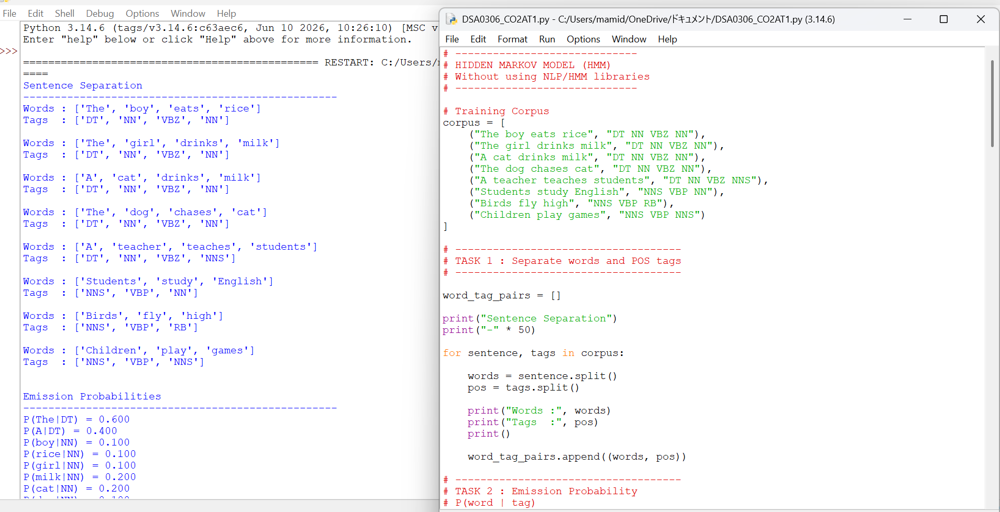 File Edit Shell Debug Options Window Help
Python 3.14.6 (tags/v3.14.6:c63aec6, Jun 10 2026, 10:26:10) [MSC v
Enter "help" below or click "Help" above for more information.
>>>
=============================================== RESTART: C:/Users/
====
Sentence Separation
--------------------------------------------------
Words : ['The', 'boy', 'eats', 'rice']
Tags  : ['DT', 'NN', 'VBZ', 'NN']
Words : ['The', 'girl', 'drinks', 'milk']
Tags  : ['DT', 'NN', 'VBZ', 'NN']
Words : ['A', 'cat', 'drinks', 'milk']
Tags  : ['DT', 'NN', 'VBZ', 'NN']
Words : ['The', 'dog', 'chases', 'cat']
Tags  : ['DT', 'NN', 'VBZ', 'NN']
Words : ['A', 'teacher', 'teaches', 'students']
Tags  : ['DT', 'NN', 'VBZ', 'NNS']
Words : ['Students', 'study', 'English']
Tags  : ['NNS', 'VBP', 'NN']
Words : ['Birds', 'fly', 'high']
Tags  : ['NNS', 'VBP', 'RB']
Words : ['Children', 'play', 'games']
Tags  : ['NNS', 'VBP', 'NNS']
Emission Probabilities
--------------------------------------------------
P(The|DT) = 0.600
P(A|DT) = 0.400
P(boy|NN) = 0.100
P(rice|NN) = 0.100
P(girl|NN) = 0.100
P(milk|NN) = 0.200
P(cat|NN) = 0.200
DSA0306_CO2AT1.py - C:/Users/mamid/OneDrive/ドキュメント/DSA0306_CO2AT1.py (3.14.6)
File Edit Format Run Options Window Help
# -----------------------------
# HIDDEN MARKOV MODEL (HMM)
# Without using NLP/HMM libraries
# -----------------------------
# Training Corpus
corpus = [
    ("The boy eats rice", "DT NN VBZ NN"),
    ("The girl drinks milk", "DT NN VBZ NN"),
    ("A cat drinks milk", "DT NN VBZ NN"),
    ("The dog chases cat", "DT NN VBZ NN"),
    ("A teacher teaches students", "DT NN VBZ NNS"),
    ("Students study English", "NNS VBP NN"),
    ("Birds fly high", "NNS VBP RB"),
    ("Children play games", "NNS VBP NNS")
]
# ------------------------------------
# TASK 1 : Separate words and POS tags
# ------------------------------------
word_tag_pairs = []
print("Sentence Separation")
print("-" * 50)
for sentence, tags in corpus:
    words = sentence.split()
    pos = tags.split()
    print("Words :", words)
    print("Tags  :", pos)
    print()
    word_tag_pairs.append((words, pos))
# ------------------------------------
# TASK 2 : Emission Probability
# P(word | tag)